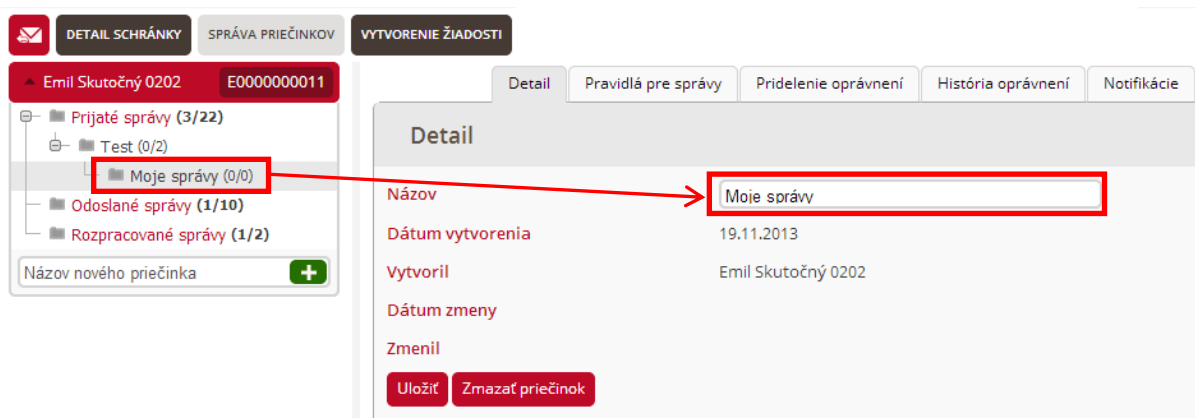 DETAIL SCHRÁNKY SPRÁVA PRIEČINKOV VYTVORENIE ŽIADOSTI
Emil Skutočný 0202 E0000000011
Prijaté správy (3/22)
Test (0/2)
Moje správy (0/0)
Odoslané správy (1/10)
Rozpracované správy (1/2)
Názov nového priečinka
Detail Pravidlá pre správy Pridelenie oprávnení História oprávnení Notifikácie
Detail
Názov Moje správy
Dátum vytvorenia 19.11.2013
Vytvoril Emil Skutočný 0202
Dátum zmeny
Zmenil
Uložiť Zmazať priečinok